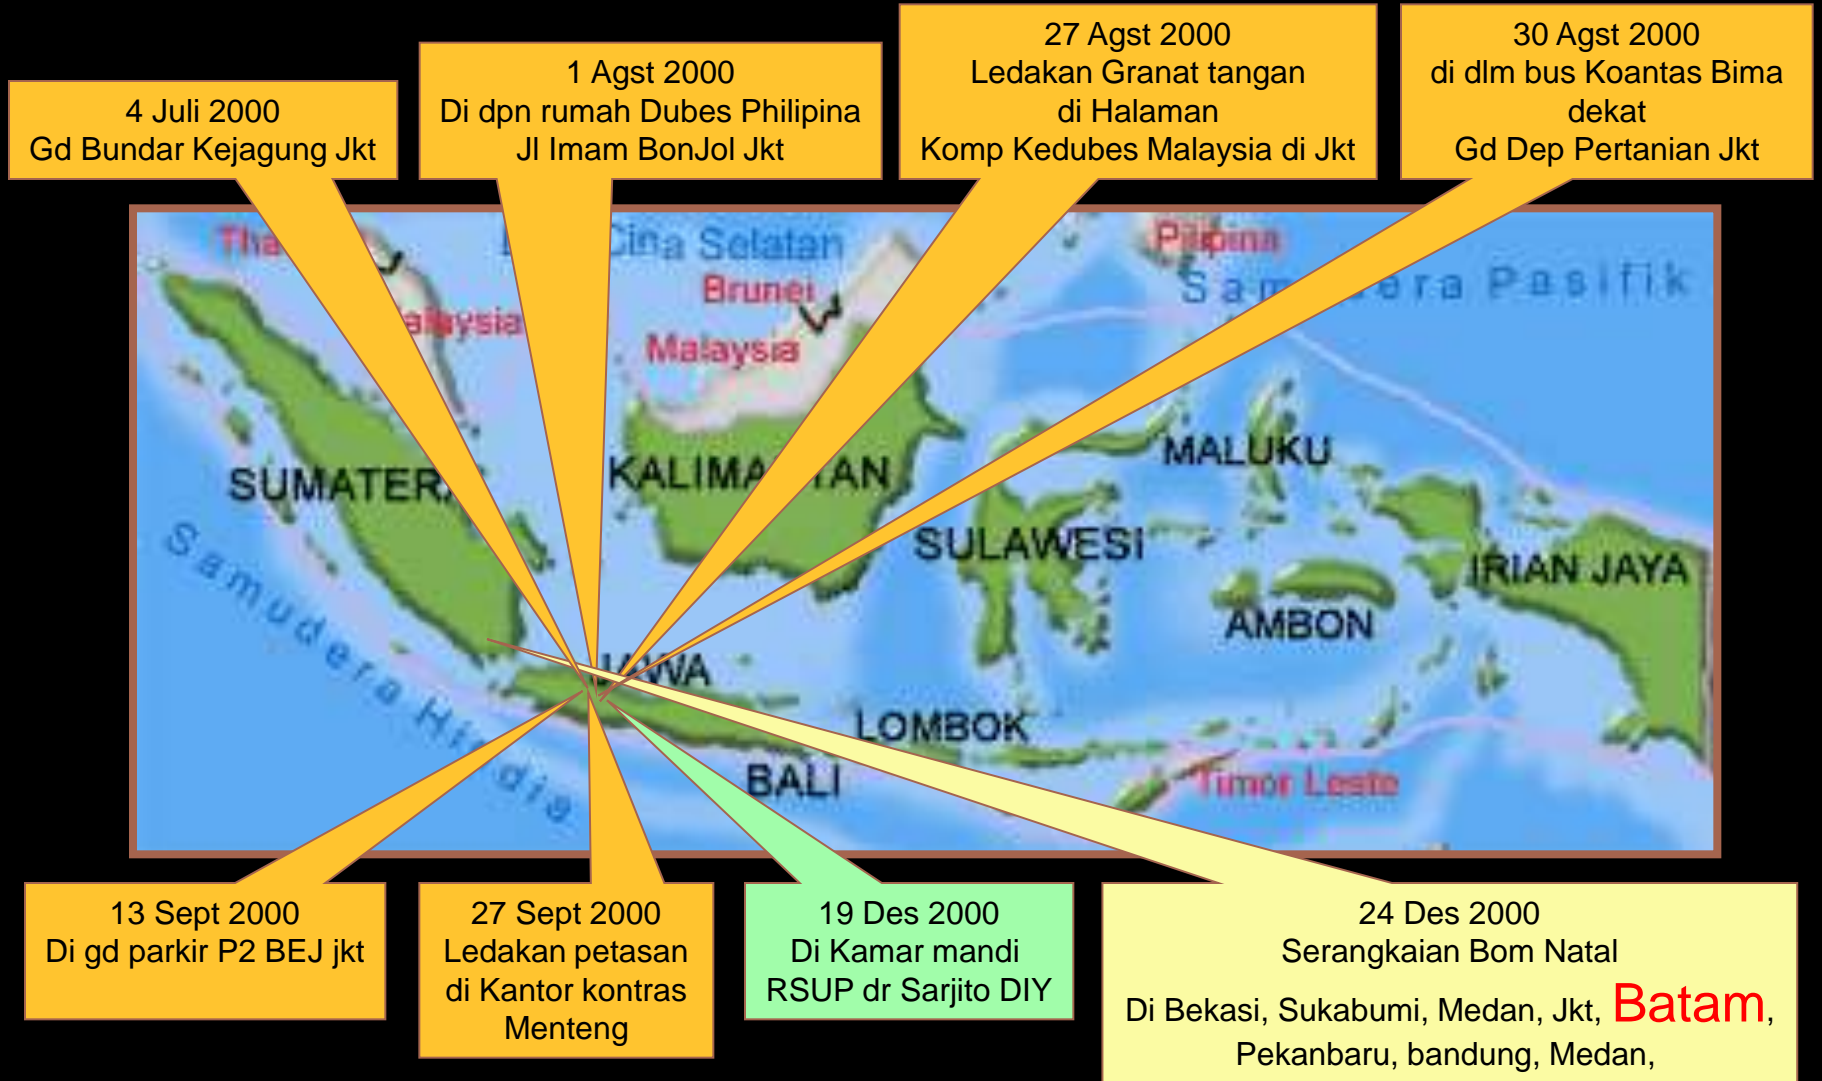 4 Juli 2000
Gd Bundar Kejagung Jkt
1 Agst 2000
Di dpn rumah Dubes Philipina
Jl Imam BonJol Jkt
27 Agst 2000
Ledakan Granat tangan
di Halaman
Komp Kedubes Malaysia di Jkt
30 Agst 2000
di dlm bus Koantas Bima
dekat
Gd Dep Pertanian Jkt
Cina Selatan
Pilipina
Samudera Pasifik
Brunei
Malaysia
Malaysia
SUMATERA
KALIMANTAN
MALUKU
SULAWESI
IRIAN JAYA
AMBON
Samudera Hindia
JAWA
LOMBOK
BALI
Timor Leste
13 Sept 2000
Di gd parkir P2 BEJ jkt
27 Sept 2000
Ledakan petasan
di Kantor kontras
Menteng
19 Des 2000
Di Kamar mandi
RSUP dr Sarjito DIY
24 Des 2000
Serangkaian Bom Natal
Di Bekasi, Sukabumi, Medan, Jkt, Batam,
Pekanbaru, bandung, Medan,